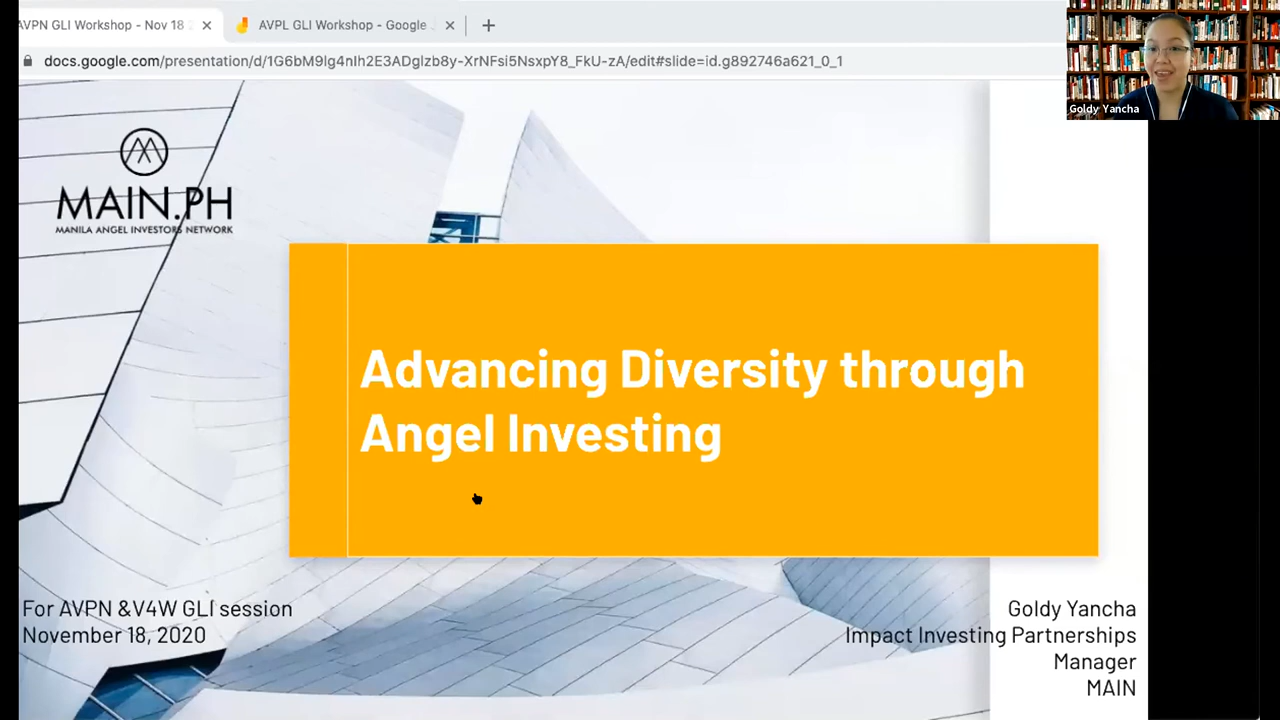 AVPN GLI Workshop - Nov 18 2
AVPL GLI Workshop - Google J
docs.google.com/presentation/d/1G6bM9lg4nIh2E3ADglzb8y-XrNFsi5NsxpY8_FkU-zA/edit#slide=id.g892746a621_0_1
Goldy Yancha
MAIN.PH
MANILA ANGEL INVESTORS NETWORK
Advancing Diversity through
Angel Investing
For AVPN &V4W GLI session
November 18, 2020
Goldy Yancha
Impact Investing Partnerships
Manager
MAIN